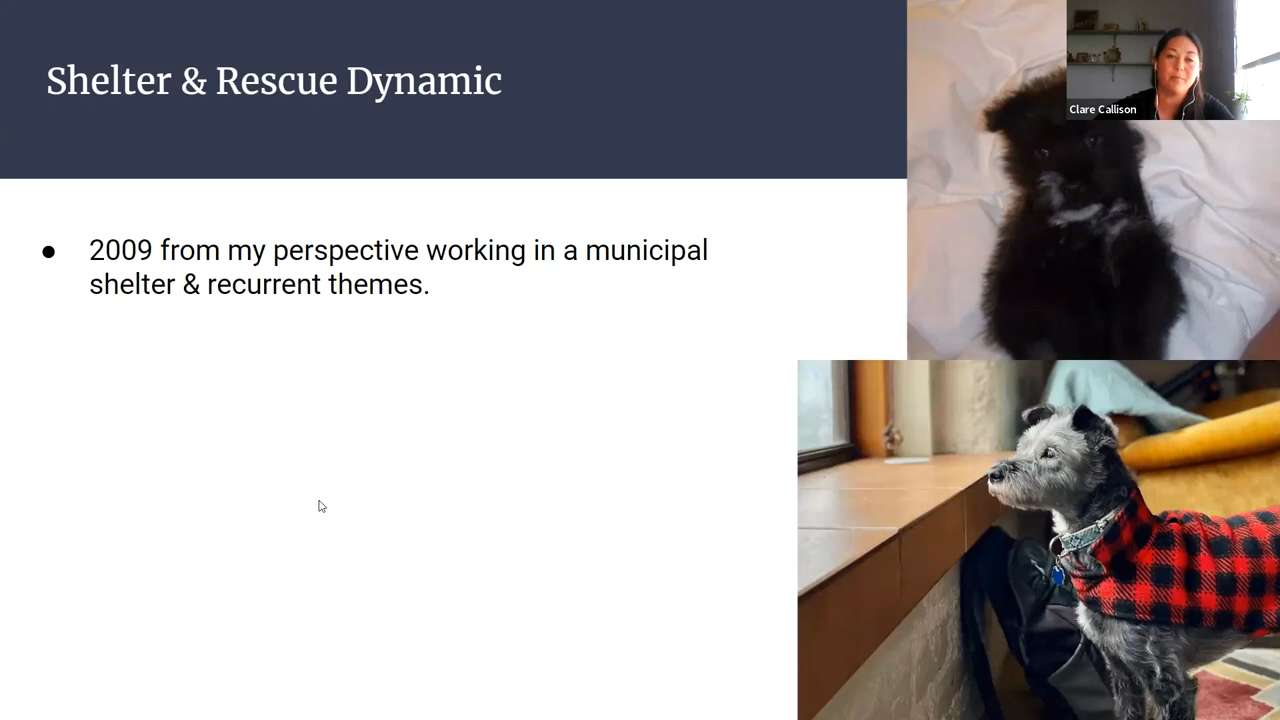 Shelter & Rescue Dynamic
Clare Callison
● 2009 from my perspective working in a municipal
shelter & recurrent themes.